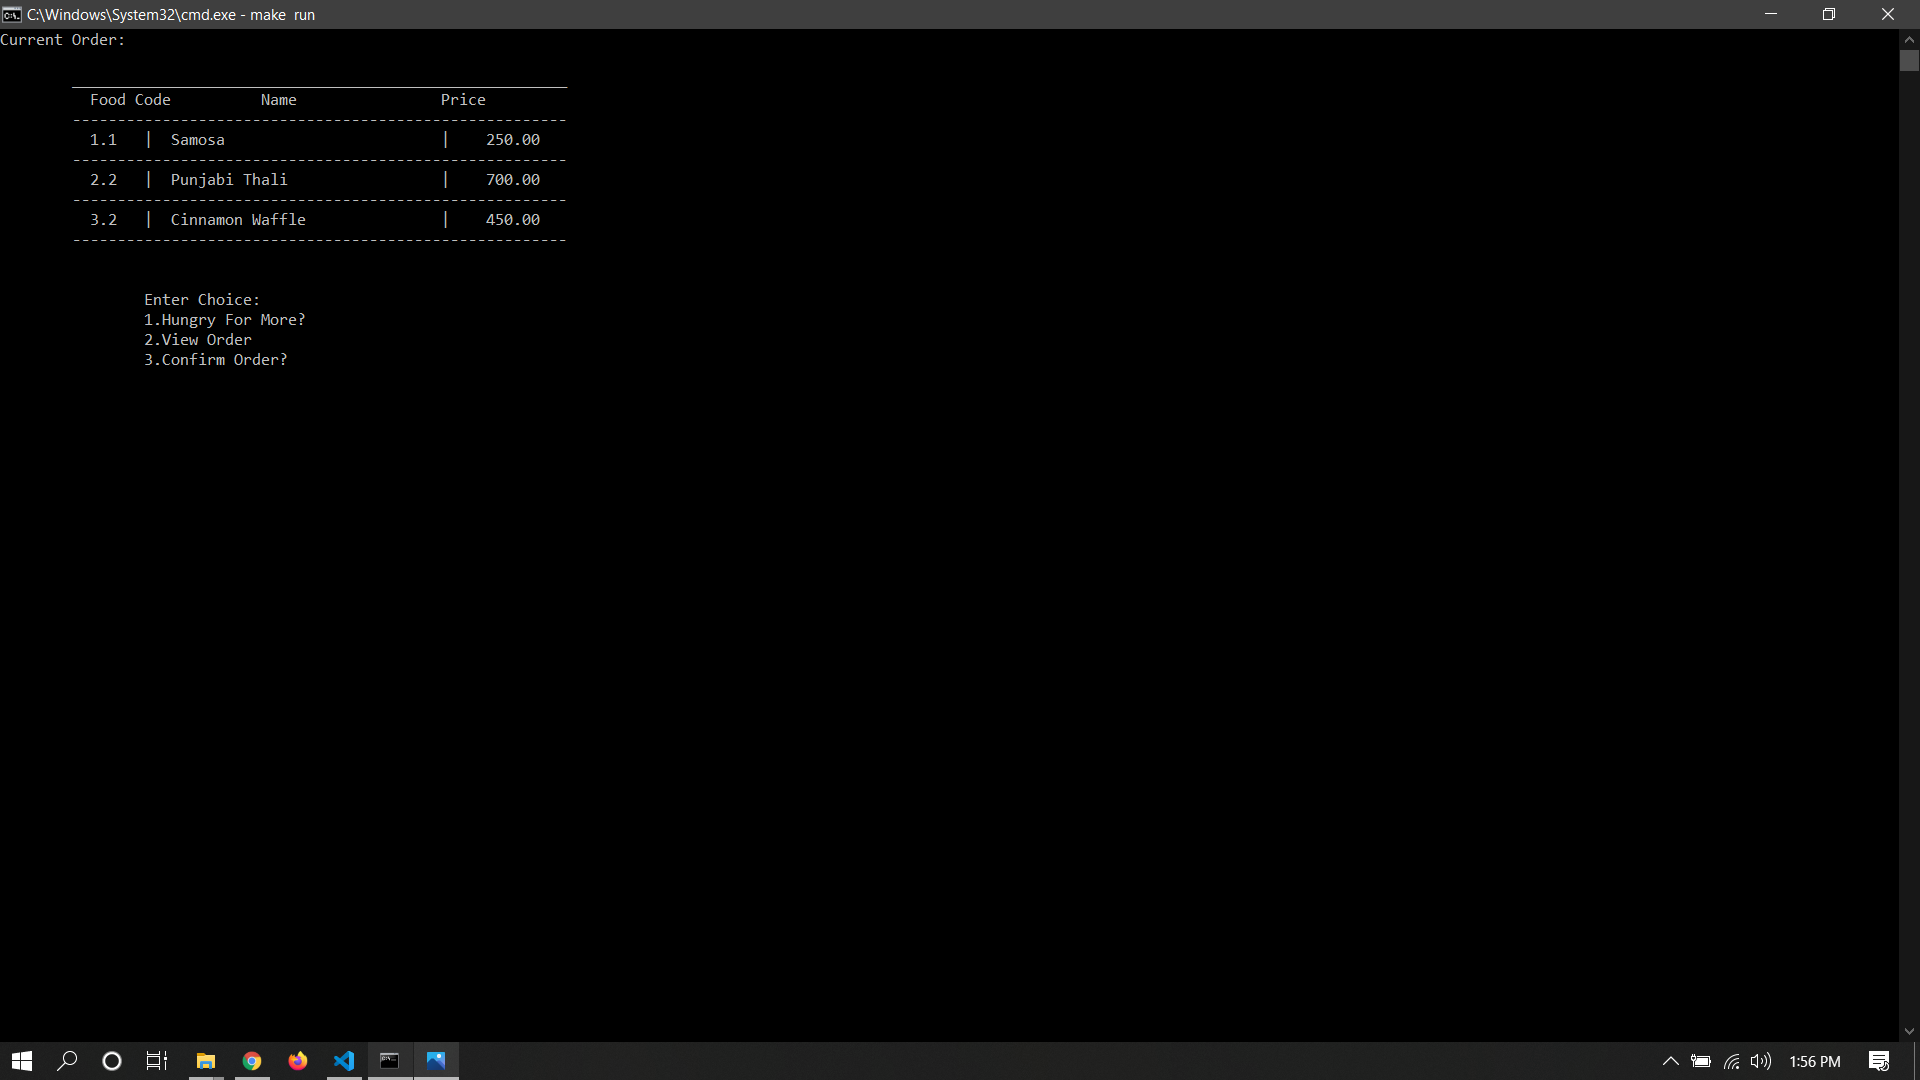 C:\Windows\System32\cmd.exe - make  run
Current Order:
Food Code          Name                Price
-------------------------------------------------------
1.1   |  Samosa                        |    250.00
-------------------------------------------------------
2.2   |  Punjabi Thali                 |    700.00
-------------------------------------------------------
3.2   |  Cinnamon Waffle               |    450.00
-------------------------------------------------------
Enter Choice:
1.Hungry For More?
2.View Order
3.Confirm Order?
1:56 PM